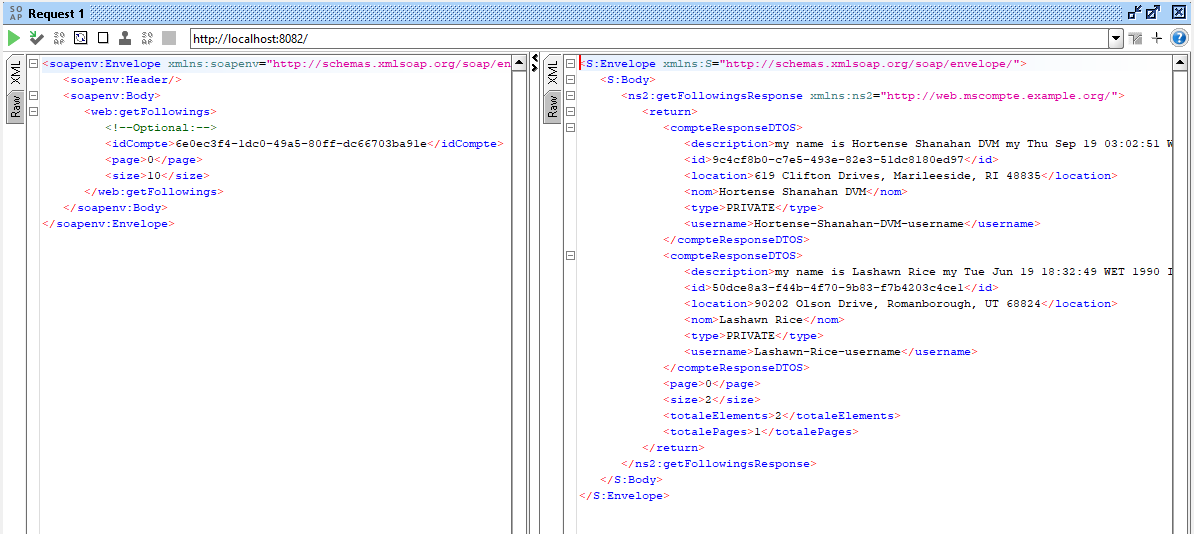 SO AP Request 1
SO AP SO AP http://localhost:8082/ ?
XML
Raw
<soapenv:Envelope xmlns:soapenv="http://schemas.xmlsoap.org/soap/en
<soapenv:Header/>
<soapenv:Body>
<web:getFollowings>
<!--Optional:-->
<idCompte>6e0ec3f4-1dc0-49a5-80ff-dc66703ba91e</idCompte>
<page>0</page>
<size>10</size>
</web:getFollowings>
</soapenv:Body>
</soapenv:Envelope>
XML
Raw
<S:Envelope xmlns:S="http://schemas.xmlsoap.org/soap/envelope/">
<S:Body>
<ns2:getFollowingsResponse xmlns:ns2="http://web.mscompte.example.org/">
<return>
<compteResponseDTOS>
<description>my name is Hortense Shanahan DVM my Thu Sep 19 03:02:51 W
<id>9c4cf8b0-c7e5-493e-82e3-51dc8180ed97</id>
<location>619 Clifton Drives, Marileeside, RI 48835</location>
<nom>Hortense Shanahan DVM</nom>
<type>PRIVATE</type>
<username>Hortense-Shanahan-DVM-username</username>
</compteResponseDTOS>
<compteResponseDTOS>
<description>my name is Lashawn Rice my Tue Jun 19 18:32:49 WET 1990 I
<id>50dce8a3-f44b-4f70-9b83-f7b4203c4ce1</id>
<location>90202 Olson Drive, Romanborough, UT 68824</location>
<nom>Lashawn Rice</nom>
<type>PRIVATE</type>
<username>Lashawn-Rice-username</username>
</compteResponseDTOS>
<page>0</page>
<size>2</size>
<totaleElements>2</totaleElements>
<totalePages>1</totalePages>
</return>
</ns2:getFollowingsResponse>
</S:Body>
</S:Envelope>